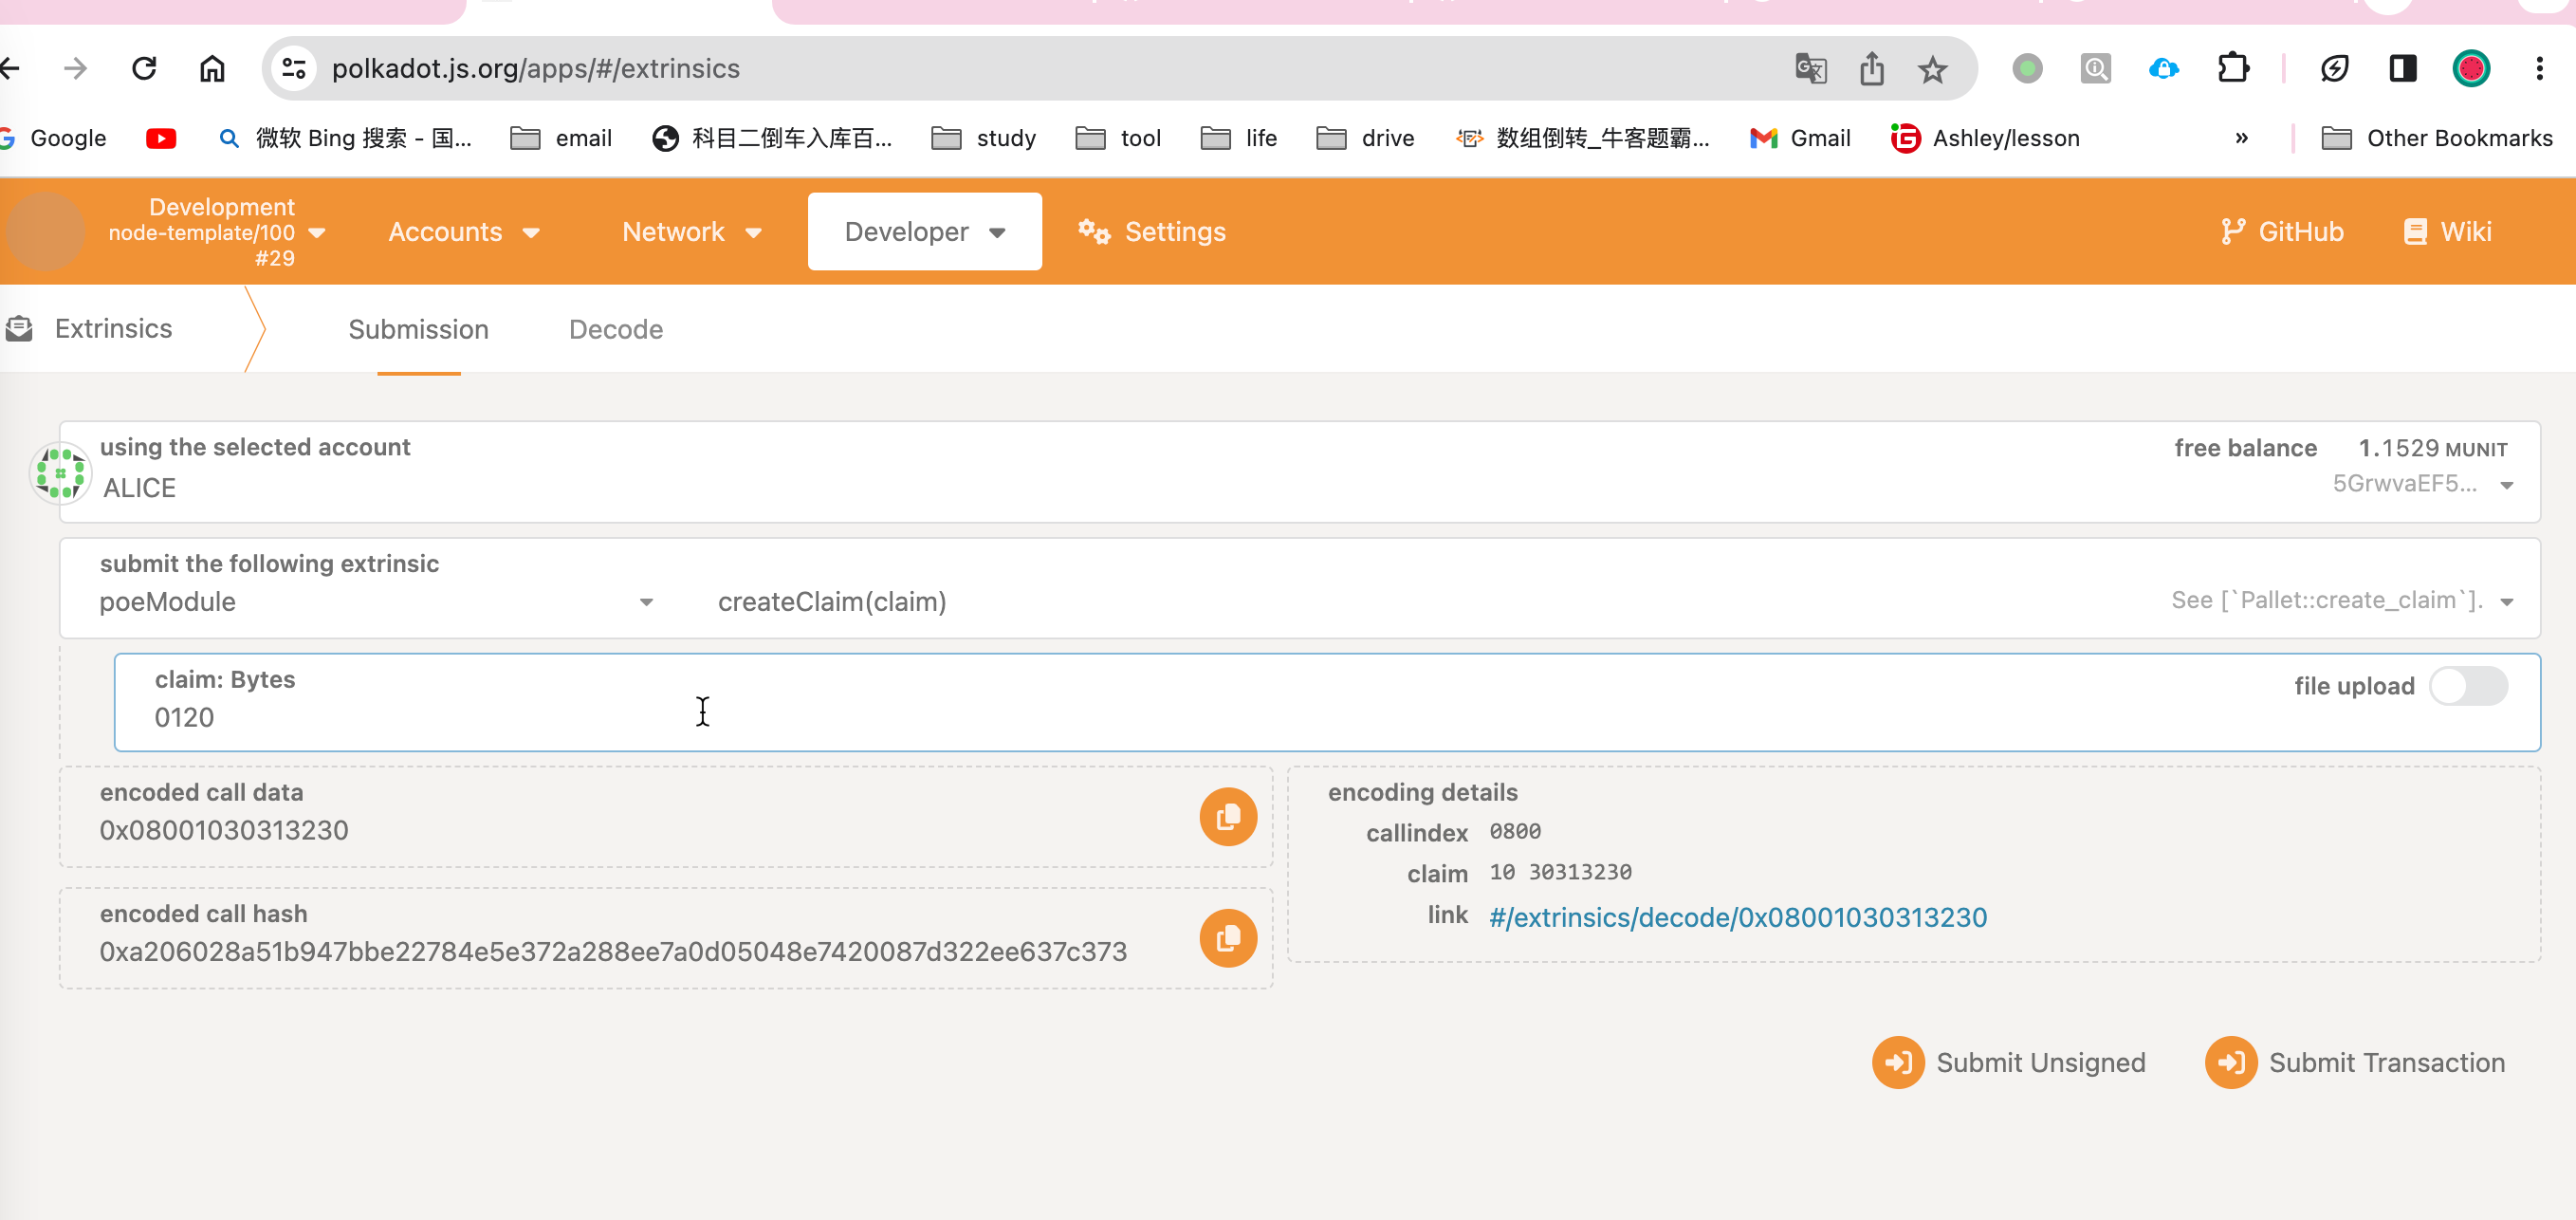 polkadot.js.org/apps/#/extrinsics
Google
微软 Bing 搜索 - 国...
email
科目二倒车入库百...
study
tool
life
drive
数组倒转_牛客题霸...
Gmail
Ashley/lesson
»
Other Bookmarks
Development
node-template/100
#29
Accounts
Network
Developer
Settings
GitHub
Wiki
Extrinsics
Submission
Decode
using the selected account
ALICE
free balance 1.1529 MUNIT
5GrwvaEF5...
submit the following extrinsic
poeModule
createClaim(claim)
See [`Pallet::create_claim`].
claim: Bytes
0120
file upload
encoded call data
0x08001030313230
encoded call hash
0xa206028a51b947bbe22784e5e372a288ee7a0d05048e7420087d322ee637c373
encoding details
callindex 0800
claim 10 30313230
link #/extrinsics/decode/0x08001030313230
Submit Unsigned
Submit Transaction